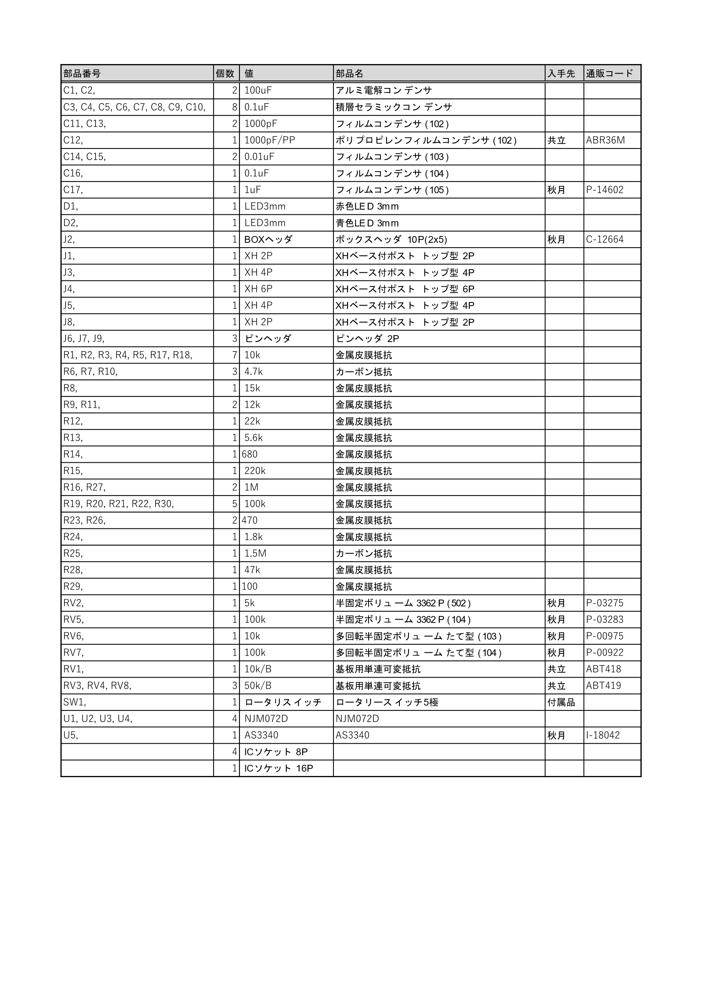 部品番号 個数 値 部品名 入手先 通販コード
C1, C2, 2 100uF アルミ電解コンデンサ
C3, C4, C5, C6, C7, C8, C9, C10, 8 0.1uF 積層セラミックコンデンサ
C11, C13, 2 1000pF フィルムコンデンサ (102)
C12, 1 1000pF/PP ポリプロピレンフィルムコンデンサ (102) 共立 ABR36M
C14, C15, 2 0.01uF フィルムコンデンサ (103)
C16, 1 0.1uF フィルムコンデンサ (104)
C17, 1 1uF フィルムコンデンサ (105) 秋月 P-14602
D1, 1 LED3mm 赤色LED 3mm
D2, 1 LED3mm 青色LED 3mm
J2, 1 BOXヘッダ ボックスヘッダ 10P(2x5) 秋月 C-12664
J1, 1 XH 2P XHベース付ポスト トップ型 2P
J3, 1 XH 4P XHベース付ポスト トップ型 4P
J4, 1 XH 6P XHベース付ポスト トップ型 6P
J5, 1 XH 4P XHベース付ポスト トップ型 4P
J8, 1 XH 2P XHベース付ポスト トップ型 2P
J6, J7, J9, 3 ピンヘッダ ピンヘッダ 2P
R1, R2, R3, R4, R5, R17, R18, 7 10k 金属皮膜抵抗
R6, R7, R10, 3 4.7k カーボン抵抗
R8, 1 15k 金属皮膜抵抗
R9, R11, 2 12k 金属皮膜抵抗
R12, 1 22k 金属皮膜抵抗
R13, 1 5.6k 金属皮膜抵抗
R14, 1 680 金属皮膜抵抗
R15, 1 220k 金属皮膜抵抗
R16, R27, 2 1M 金属皮膜抵抗
R19, R20, R21, R22, R30, 5 100k 金属皮膜抵抗
R23, R26, 2 470 金属皮膜抵抗
R24, 1 1.8k 金属皮膜抵抗
R25, 1 1.5M カーボン抵抗
R28, 1 47k 金属皮膜抵抗
R29, 1 100 金属皮膜抵抗
RV2, 1 5k 半固定ボリューム 3362P (502) 秋月 P-03275
RV5, 1 100k 半固定ボリューム 3362P (104) 秋月 P-03283
RV6, 1 10k 多回転半固定ボリューム たて型 (103) 秋月 P-00975
RV7, 1 100k 多回転半固定ボリューム たて型 (104) 秋月 P-00922
RV1, 1 10k/B 基板用単連可変抵抗 共立 ABT418
RV3, RV4, RV8, 3 50k/B 基板用単連可変抵抗 共立 ABT419
SW1, 1 ロータリスイッチ ロータリースイッチ5極 付属品
U1, U2, U3, U4, 4 NJM072D NJM072D
U5, 1 AS3340 AS3340 秋月 I-18042
4 ICソケット 8P
1 ICソケット 16P